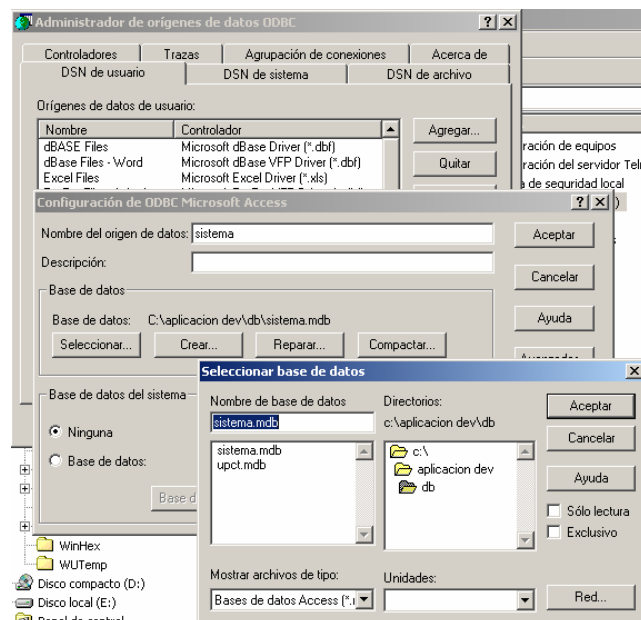 Administrador de orígenes de datos ODBC
Controladores Trazas Agrupación de conexiones Acerca de
DSN de usuario DSN de sistema DSN de archivo
Orígenes de datos de usuario:
Nombre Controlador
Agregar...
dBASE Files Microsoft dBase Driver (*.dbf)
dBase Files - Word Microsoft dBase VFP Driver (*.dbf)
Quitar
Excel Files Microsoft Excel Driver (*.xls)
ración de equipos
ración del servidor Tel
a de seguridad local
Configuración de ODBC Microsoft Access
Nombre del origen de datos: sistema
Aceptar
Descripción:
Cancelar
Base de datos
Base de datos: C:\aplicacion dev\db\sistema.mdb
Ayuda
Seleccionar... Crear... Reparar... Compactar...
Base de datos del sistema
Ninguna
Base de datos:
Base d
Seleccionar base de datos
Nombre de base de datos Directorios:
Aceptar
sistema.mdb c:\aplicacion dev\db
Cancelar
sistema.mdb c:\
upct.mdb aplicacion dev
Ayuda
db
Sólo lectura
Exclusivo
Mostrar archivos de tipo: Unidades:
Bases de datos Access (*.
Red...
WinHex
WUTemp
Disco compacto (D:)
Disco local (E:)
Panel de control